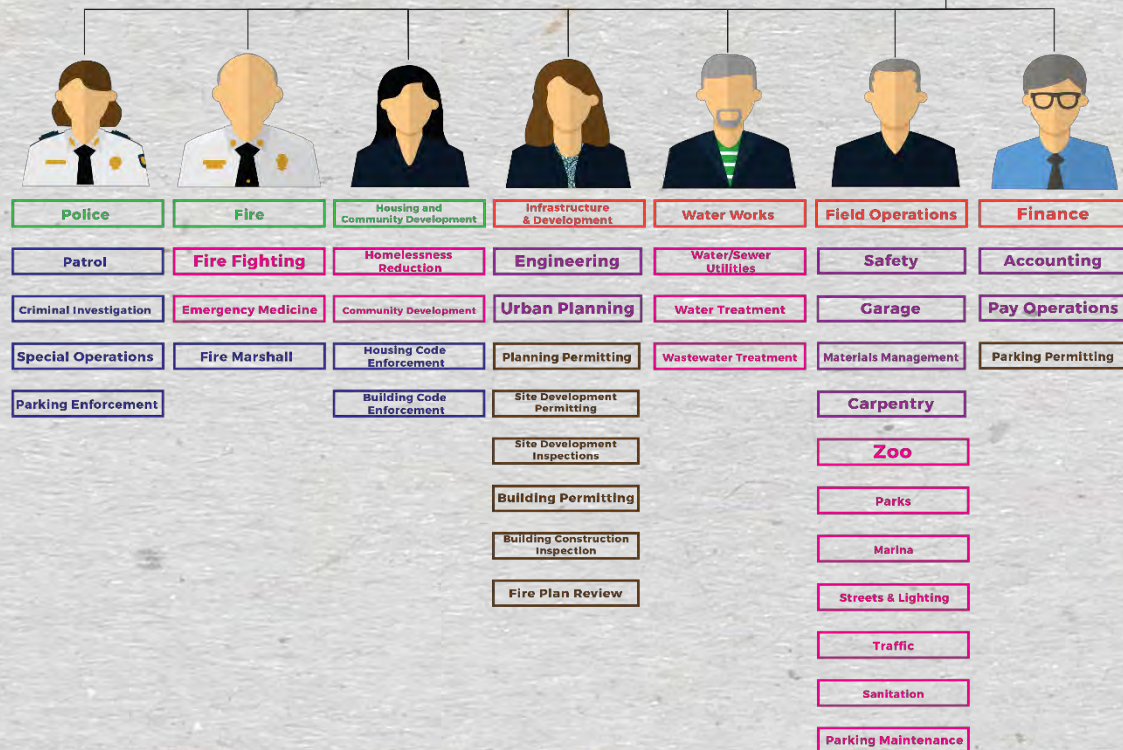 Police
Patrol
Criminal Investigation
Special Operations
Parking Enforcement
Fire
Fire Fighting
Emergency Medicine
Fire Marshall
Housing and
Community Development
Homelessness
Reduction
Community Development
Housing Code
Enforcement
Building Code
Enforcement
Infrastructure
& Development
Engineering
Urban Planning
Planning Permitting
Site Development
Permitting
Site Development
Inspections
Building Permitting
Building Construction
Inspection
Fire Plan Review
Water Works
Water/Sewer
Utilities
Water Treatment
Wastewater Treatment
Field Operations
Safety
Garage
Materials Management
Carpentry
Zoo
Parks
Marina
Streets & Lighting
Traffic
Sanitation
Parking Maintenance
Finance
Accounting
Pay Operations
Parking Permitting